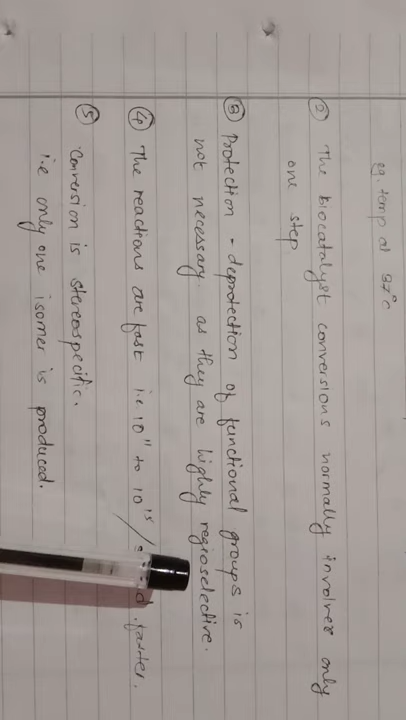 eg. temp at 37°C
② The biocatalyst conversions normally involves only
one step
③ Protection - deprotection of functional groups is
not necessary. as they are highly regioselective.
④ The reactions are fast i.e 10¹¹ to 10¹⁵ / faster.
⑤ Conversion is stereospecific.
i.e only one isomer is produced.